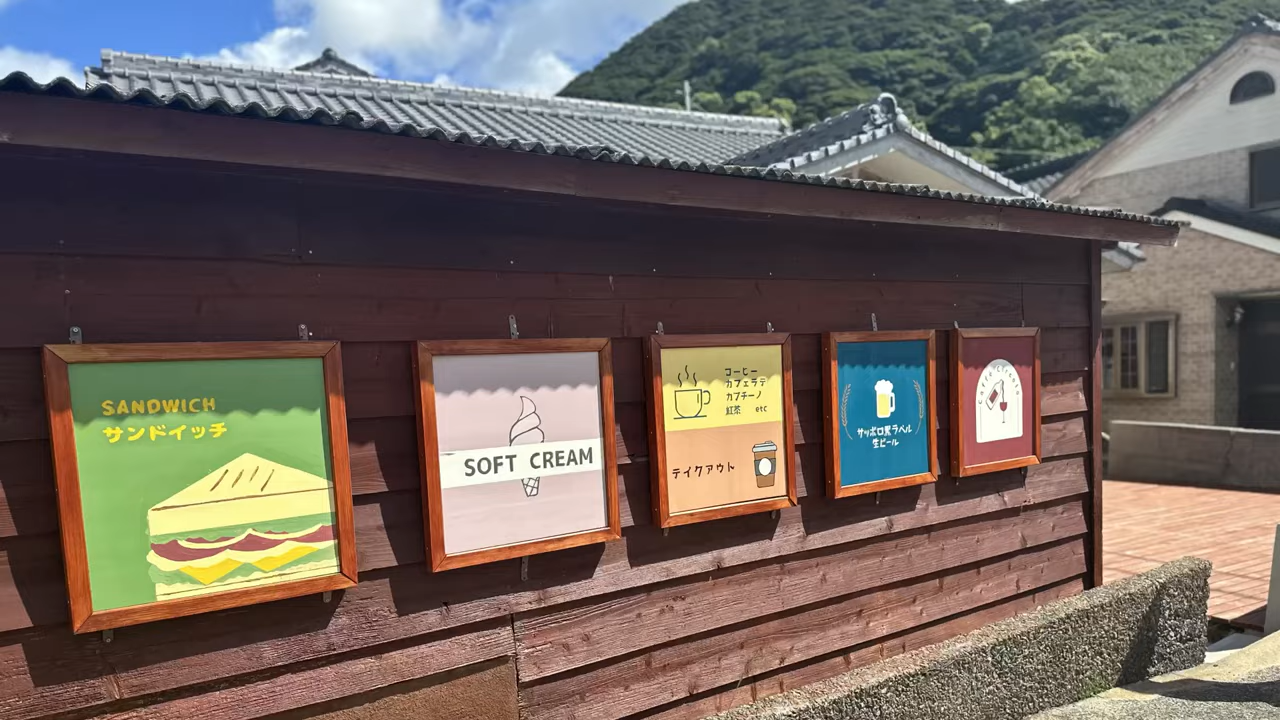 SANDWICH
サンドイッチ
SOFT CREAM
コーヒー
カフェラテ
カプチーノ
紅茶 etc
テイクアウト
サッポロ黒ラベル
生ビール